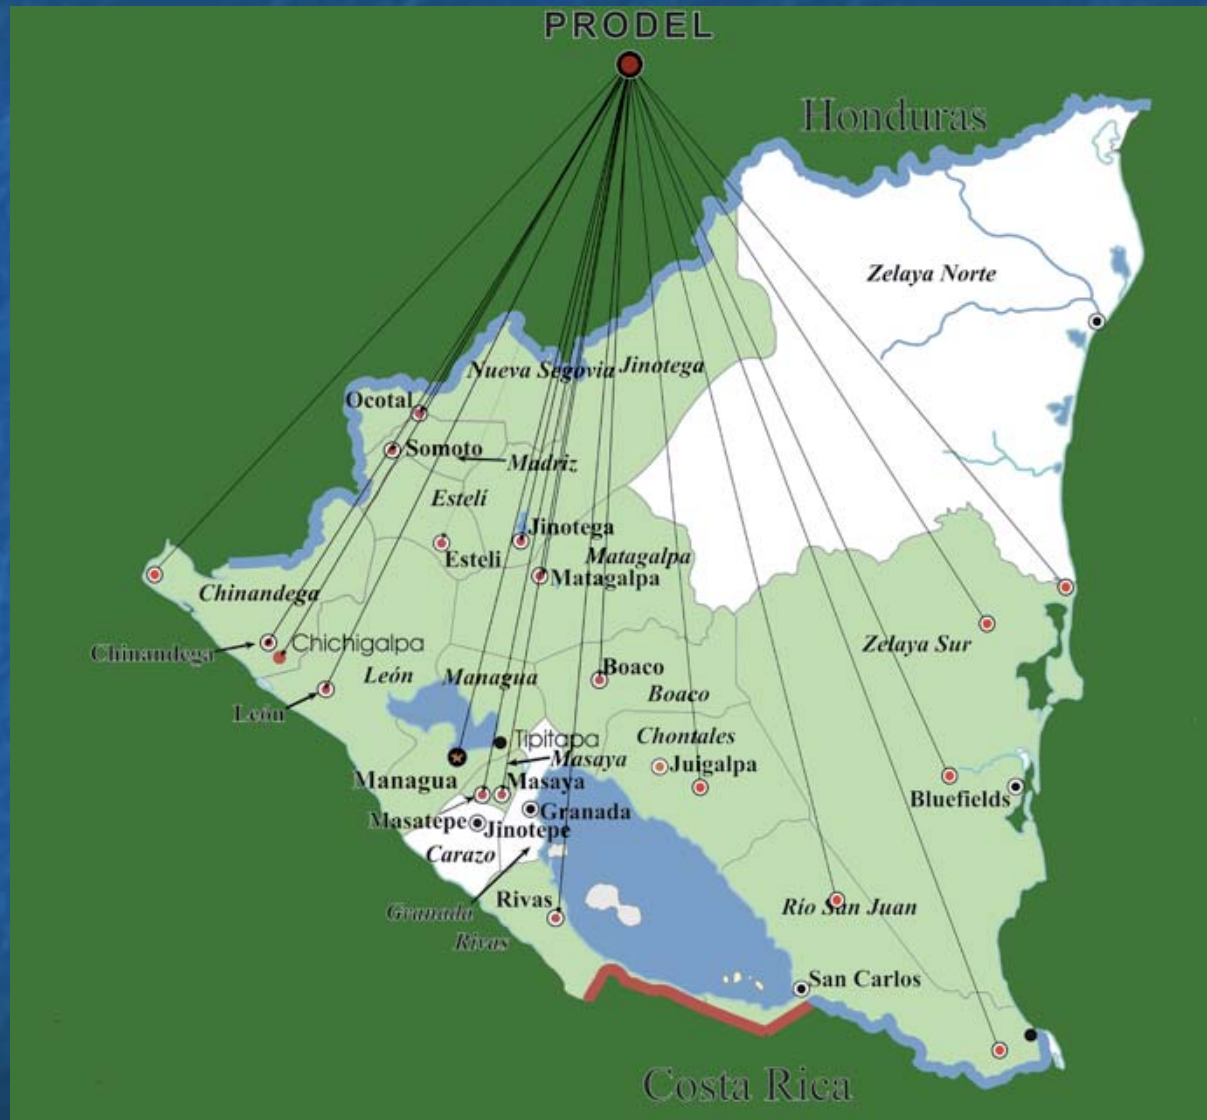 PRODEL
Honduras
Zelaya Norte
Nueva Segovia
Jinotega
Ocotal
Somoto
Madriz
Estelí
Jinotega
Esteli
Matagalpa
Matagalpa
Chinandega
Chinandega
Chichigalpa
Zelaya Sur
León
Managua
Boaco
Boaco
León
Tipitapa
Chontales
Masaya
Juigalpa
Managua
Masaya
Bluefields
Masatepe
Granada
Jinotepe
Carazo
Rivas
Granada
Río San Juan
Rivas
San Carlos
Costa Rica